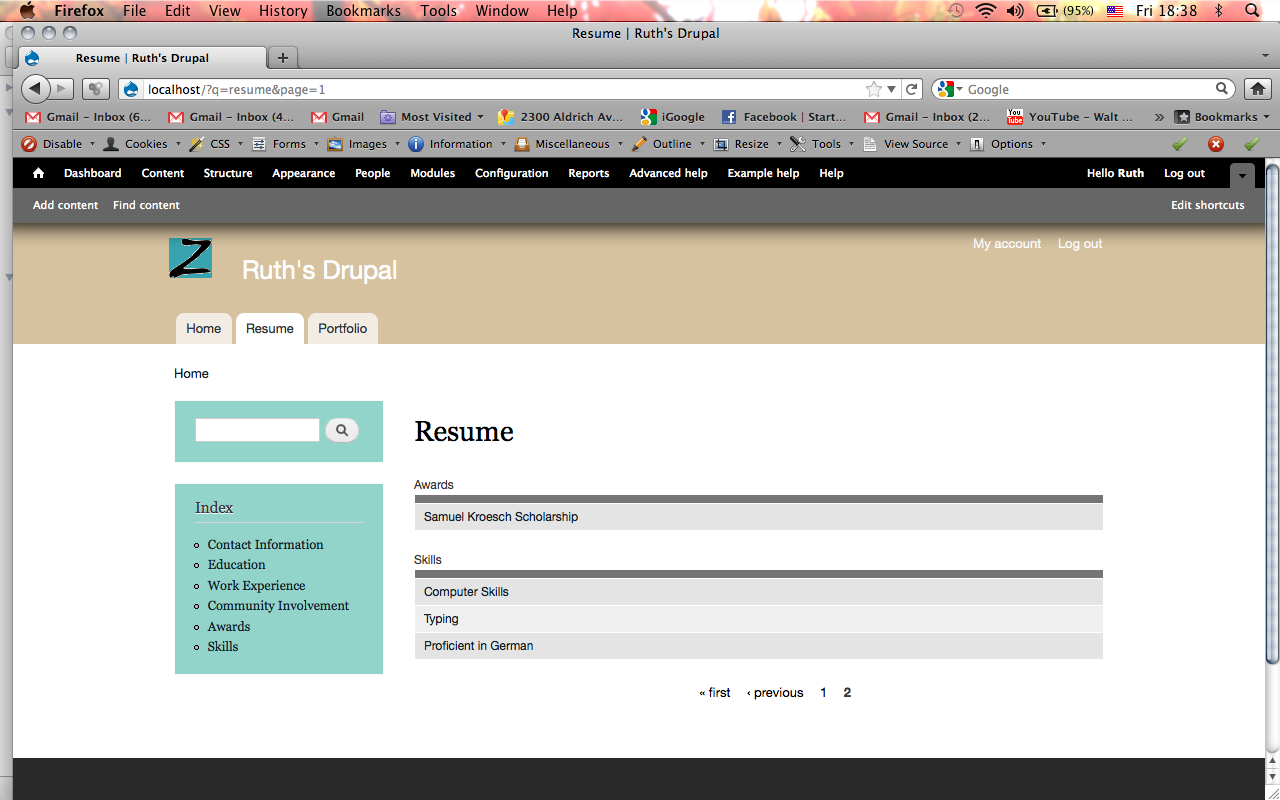 Firefox File Edit View History Bookmarks Tools Window Help (95%) Fri 18:38
Resume | Ruth's Drupal
Resume | Ruth's Drupal
localhost/?q=resume&page=1 Google
Gmail – Inbox (6... Gmail – Inbox (4... Gmail Most Visited 2300 Aldrich Av... iGoogle Facebook | Start... Gmail – Inbox (2... You Tube YouTube – Walt ... » Bookmarks
Disable Cookies CSS Forms Images Information Miscellaneous Outline Resize Tools View Source Options
Dashboard Content Structure Appearance People Modules Configuration Reports Advanced help Example help Help Hello Ruth Log out
Add content Find content Edit shortcuts
My account Log out
Z
Ruth's Drupal
Home Resume Portfolio
Home
Resume
Index
Contact Information
Education
Work Experience
Community Involvement
Awards
Skills
Awards
Samuel Kroesch Scholarship
Skills
Computer Skills
Typing
Proficient in German
« first ‹ previous 1 2